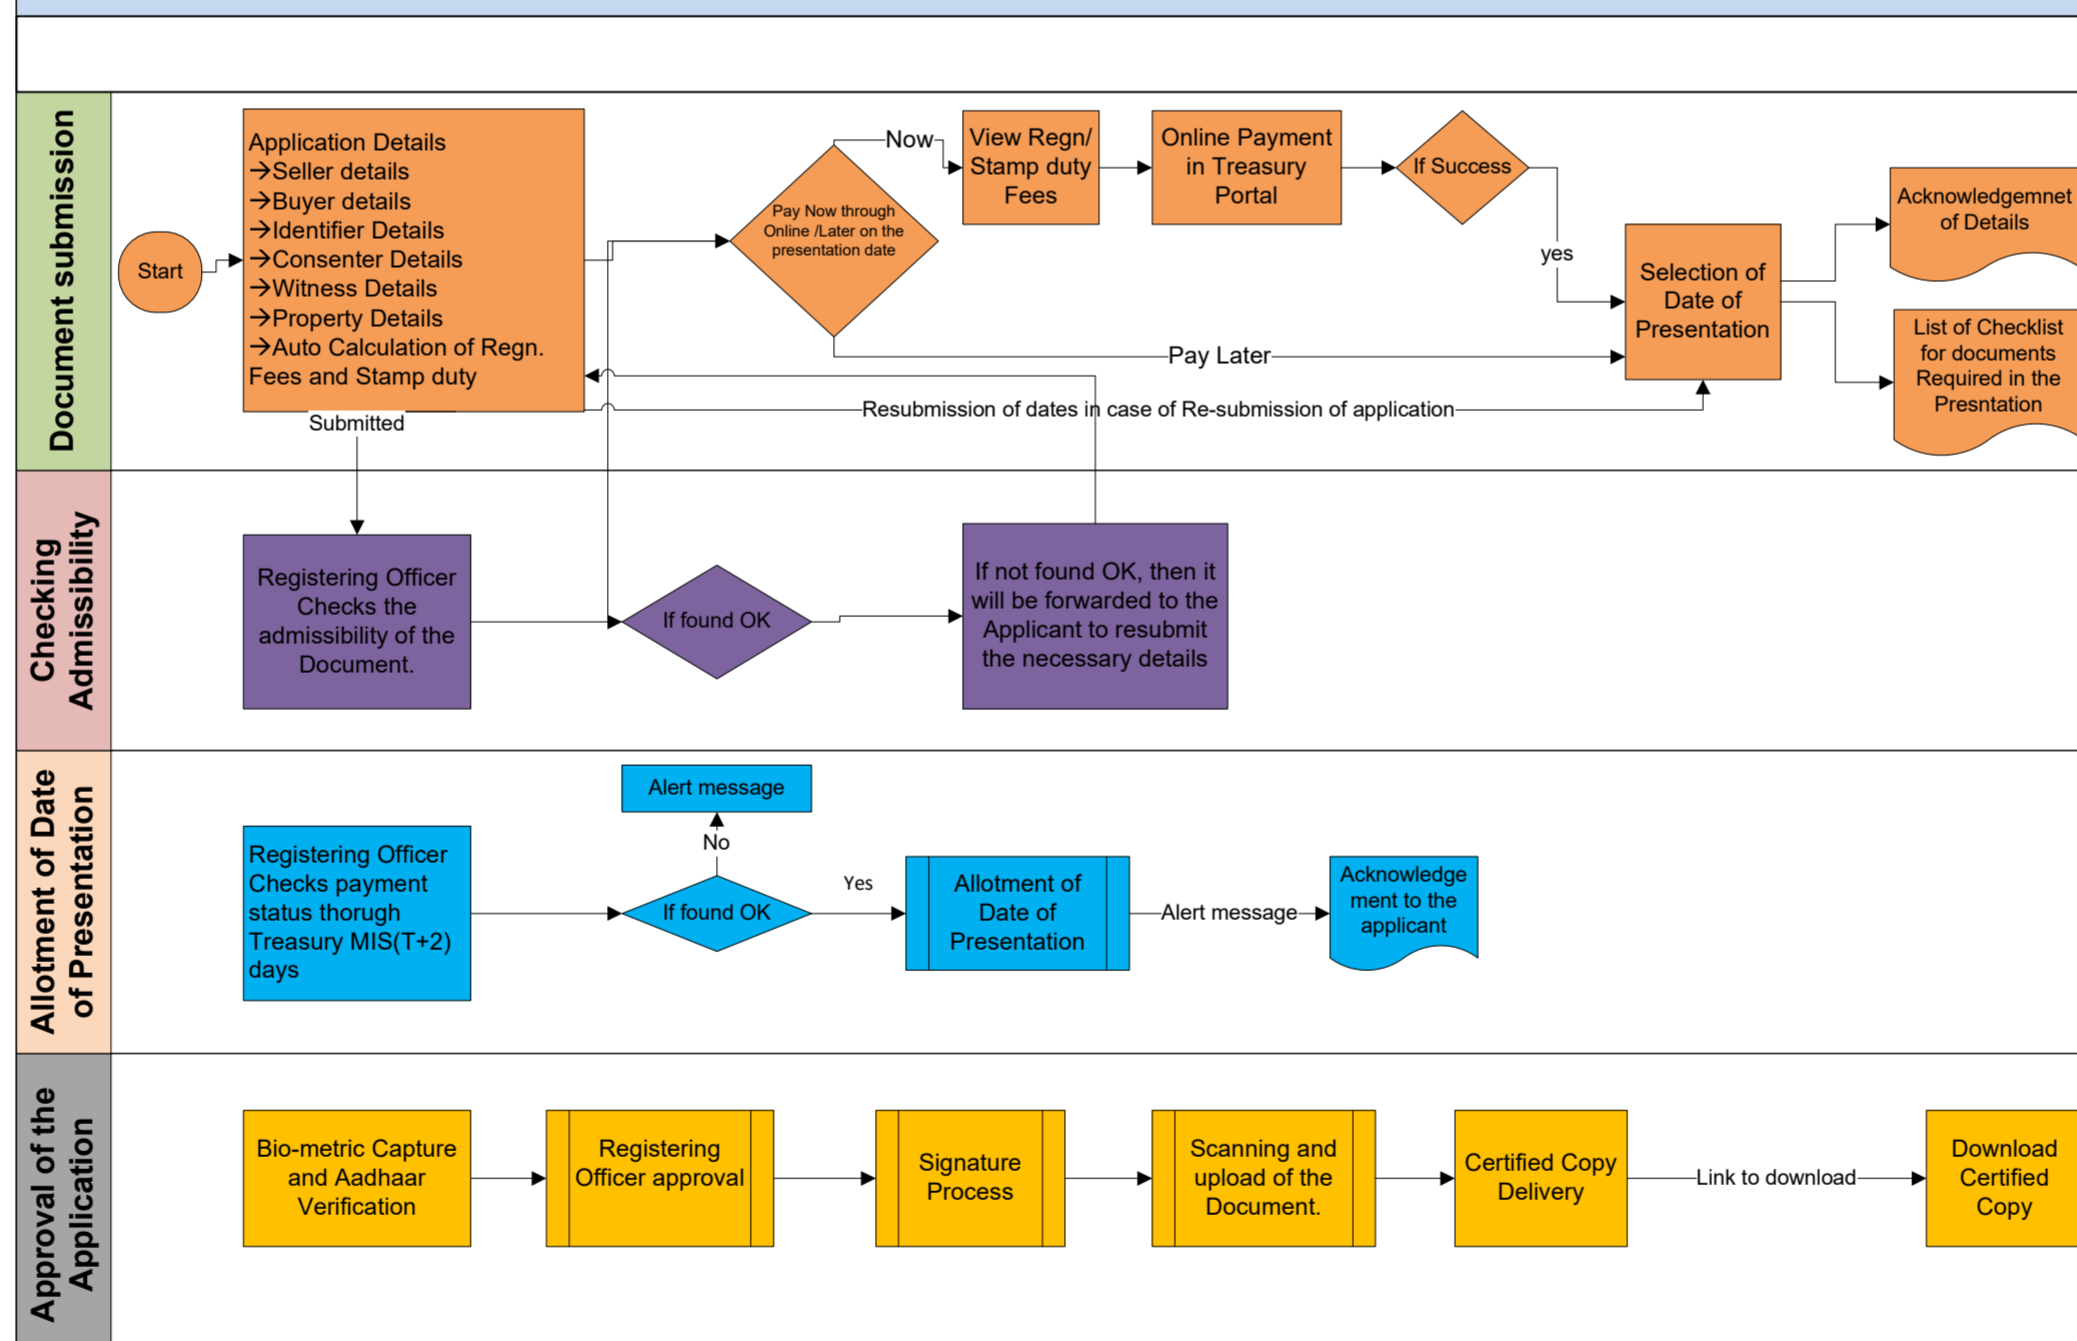 Document submission
Start
Application Details
→Seller details
→Buyer details
→Identifier Details
→Consenter Details
→Witness Details
→Property Details
→Auto Calculation of Regn.
Fees and Stamp duty
Submitted
Pay Now through
Online /Later on the
presentation date
Now
View Regn/
Stamp duty
Fees
Online Payment
in Treasury
Portal
If Success
yes
Pay Later
Resubmission of dates in case of Re-submission of application
Selection of
Date of
Presentation
Acknowledgemnet
of Details
List of Checklist
for documents
Required in the
Presntation
Checking
Admissibility
Registering Officer
Checks the
admissibility of the
Document.
If found OK
If not found OK, then it
will be forwarded to the
Applicant to resubmit
the necessary details
Allotment of Date
of Presentation
Registering Officer
Checks payment
status thorugh
Treasury MIS(T+2)
days
Alert message
No
If found OK
Yes
Allotment of
Date of
Presentation
Alert message
Acknowledge
ment to the
applicant
Approval of the
Application
Bio-metric Capture
and Aadhaar
Verification
Registering
Officer approval
Signature
Process
Scanning and
upload of the
Document.
Certified Copy
Delivery
Link to download
Download
Certified
Copy